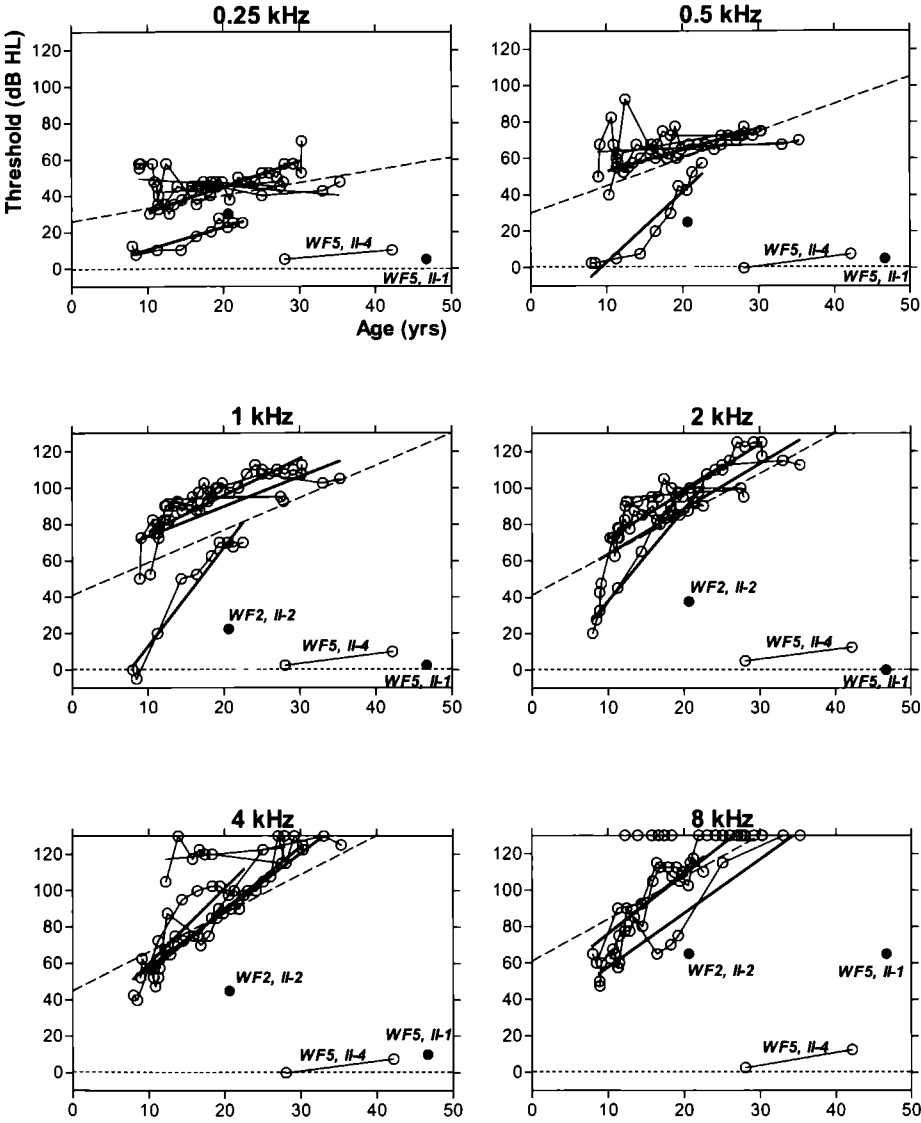 0.25 kHz
0.5 kHz
Threshold (dB HL)
120
100
80
60
40
20
0
WF5, II-4
WF5, II-1
0 10 20 30 40 50
Age (yrs)
120
100
80
60
40
20
0
WF5, II-4
WF5, II-1
0 10 20 30 40 50
1 kHz
2 kHz
120
100
80
60
40
20
0
WF2, II-2
WF5, II-4
WF5, II-1
0 10 20 30 40 50
120
100
80
60
40
20
0
WF2, II-2
WF5, II-4
WF5, II-1
0 10 20 30 40 50
4 kHz
8 kHz
120
100
80
60
40
20
0
WF2, II-2
WF5, II-1
WF5, II-4
0 10 20 30 40 50
120
100
80
60
40
20
0
WF2, II-2
WF5, II-1
WF5, II-4
0 10 20 30 40 50